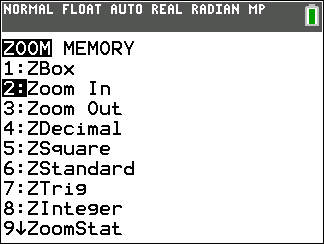 NORMAL FLOAT AUTO REAL RADIAN MP
ZOOM MEMORY
1:ZBox
2:Zoom In
3:Zoom Out
4:ZDecimal
5:ZSquare
6:ZStandard
7:ZTrig
8:ZInteger
9↓ZoomStat